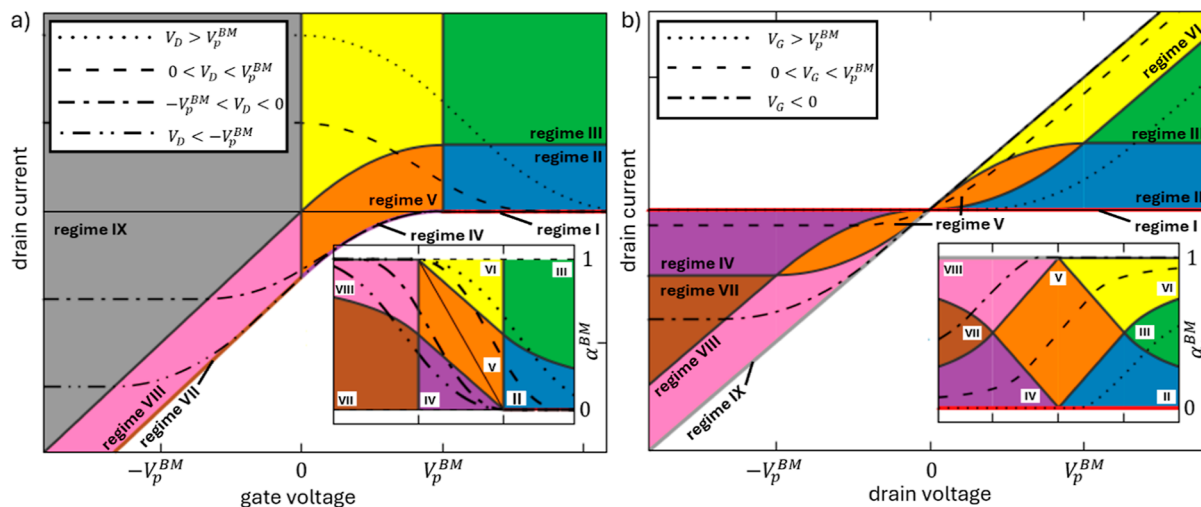 a)
V_D > V_p^{BM}
0 < V_D < V_p^{BM}
-V_p^{BM} < V_D < 0
V_D < -V_p^{BM}
regime III
regime II
regime V
regime I
regime IV
regime IX
regime VIII
regime VII
drain current
VIII
VI
III
V
VII
IV
II
1
0
α^{BM}
-V_p^{BM}
0
V_p^{BM}
gate voltage
b)
V_G > V_p^{BM}
0 < V_G < V_p^{BM}
V_G < 0
regime VI
regime III
regime II
regime I
regime V
regime IV
regime VII
regime VIII
regime IX
drain current
VIII
V
VI
VII
III
IV
II
1
0
α^{BM}
-V_p^{BM}
0
V_p^{BM}
drain voltage